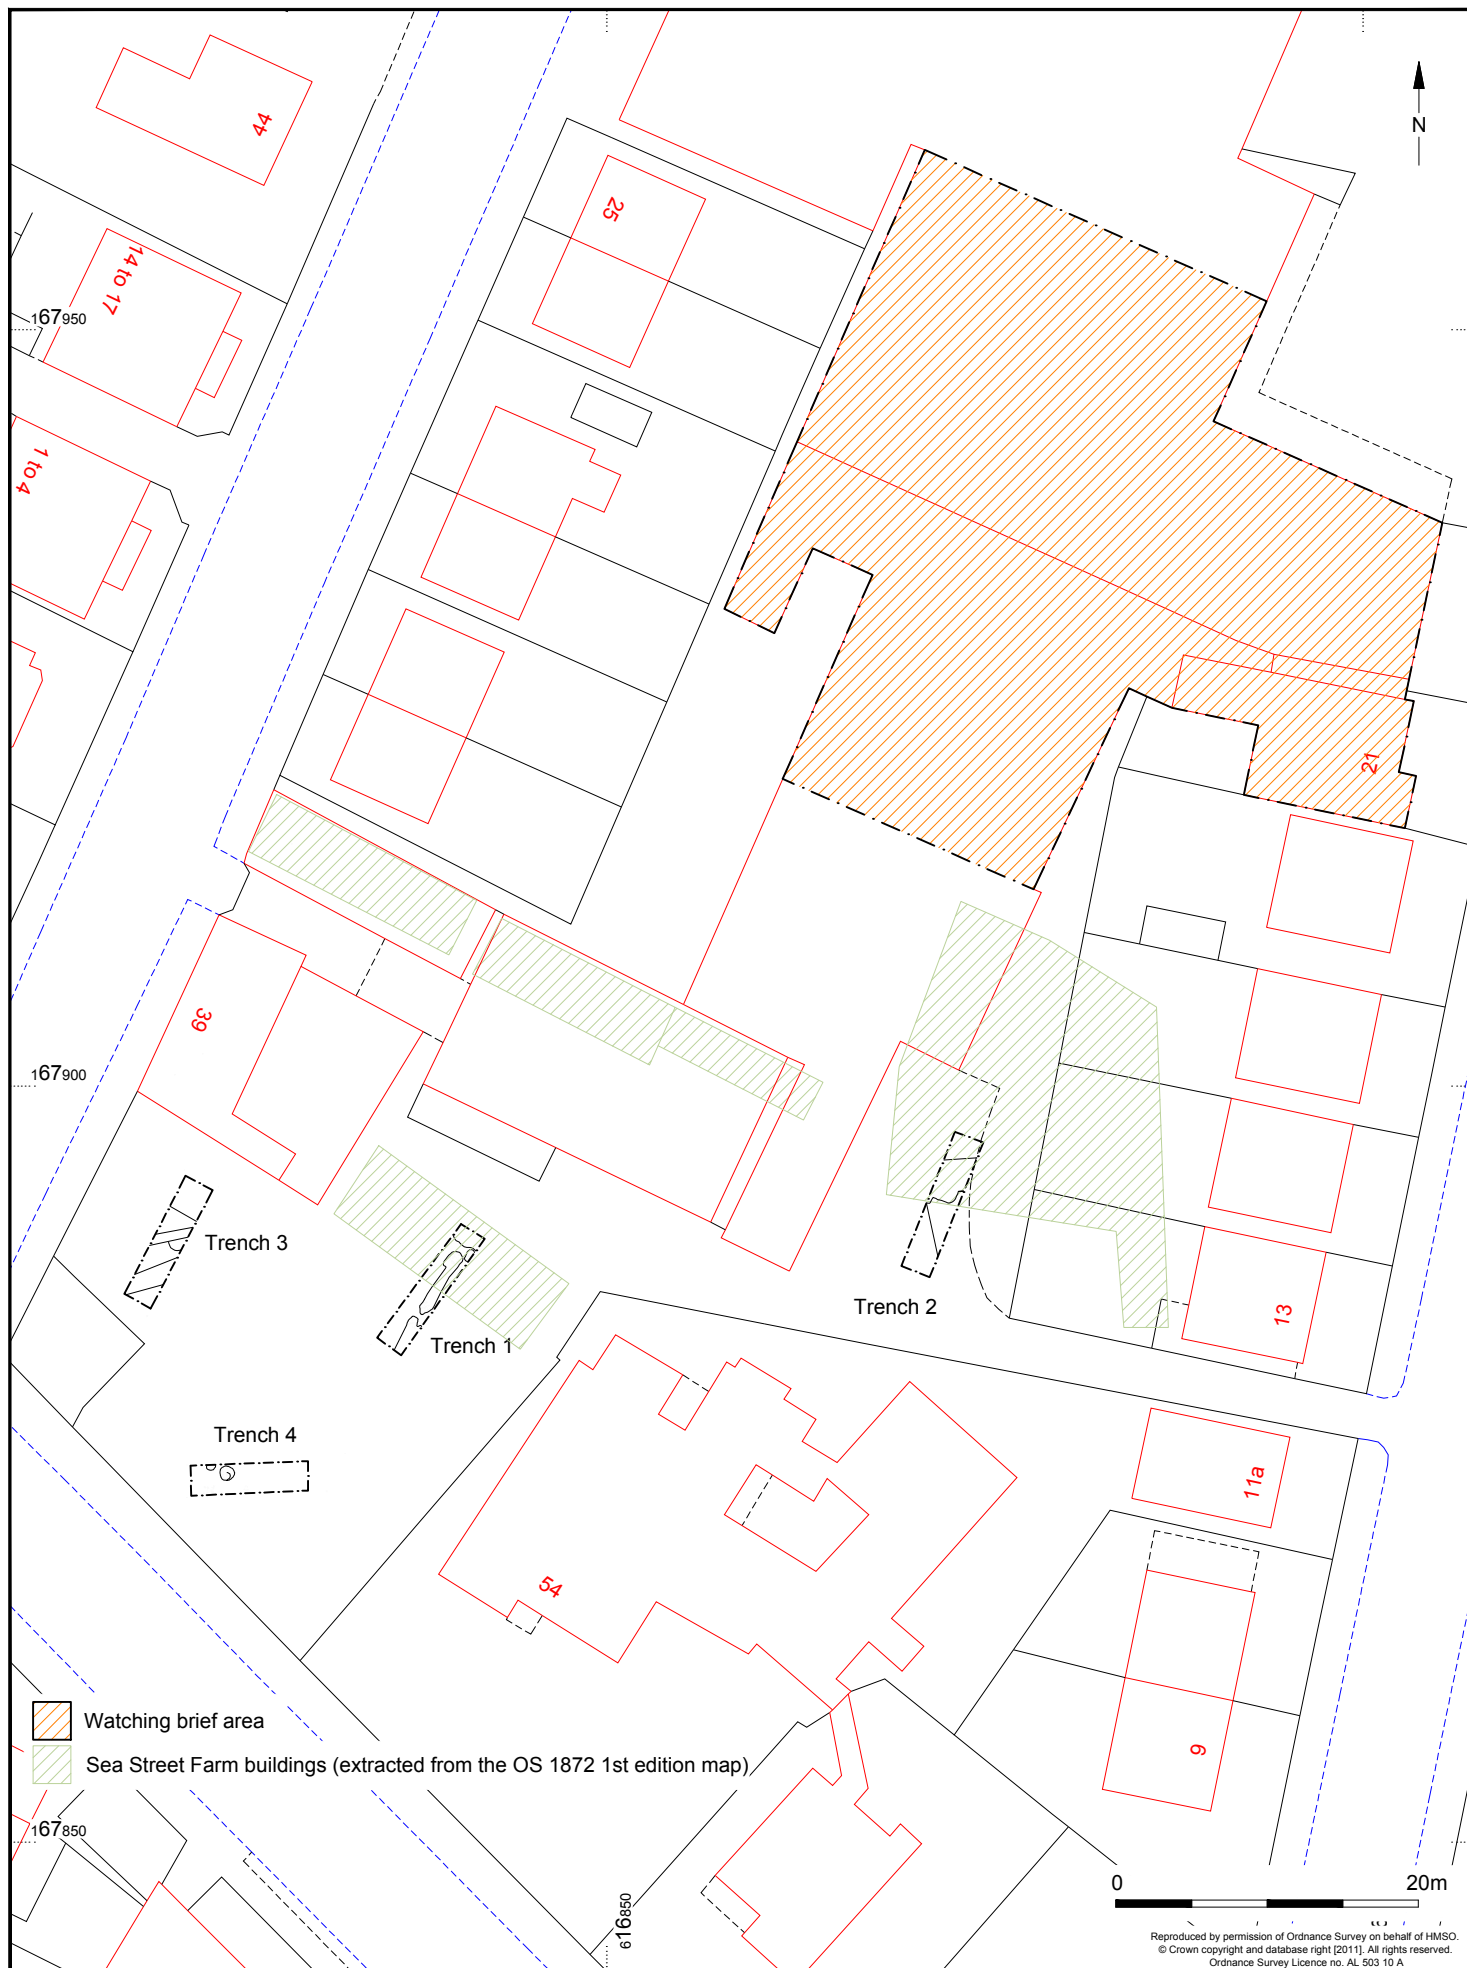 44
N
25
14 to 17
167950
1 to 4
21
39
167900
Trench 3
Trench 2
13
Trench 1
Trench 4
11a
54
Watching brief area
9
Sea Street Farm buildings (extracted from the OS 1872 1st edition map)
167850
0 20m
616850
Reproduced by permission of Ordnance Survey on behalf of HMSO.
© Crown copyright and database right [2011]. All rights reserved.
Ordnance Survey Licence no. AL 503 10 A